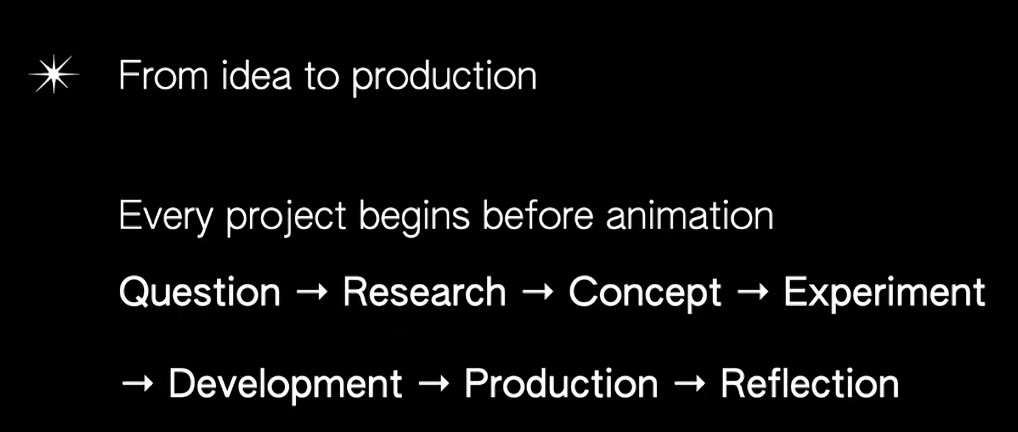 From idea to production
Every project begins before animation
Question → Research → Concept → Experiment
→ Development → Production → Reflection